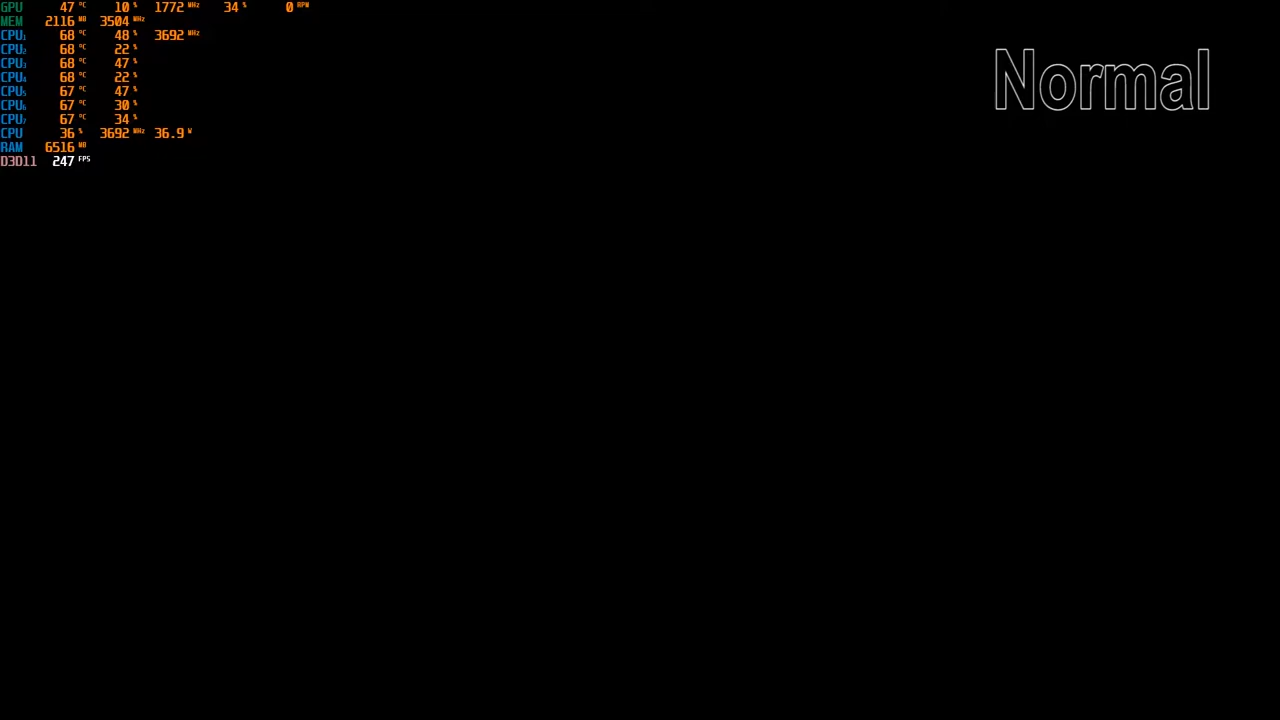 GPU 47 °C 10 % 1772 MHz 34 % 0 RPM
MEM 2116 MB 3504 MHz
CPU1 68 °C 48 % 3692 MHz
CPU2 68 °C 22 %
CPU3 68 °C 47 %
CPU4 68 °C 22 %
CPU5 67 °C 47 %
CPU6 67 °C 30 %
CPU7 67 °C 34 %
CPU 36 % 3692 MHz 36.9 W
RAM 6516 MB
D3D11 247 FPS
Normal